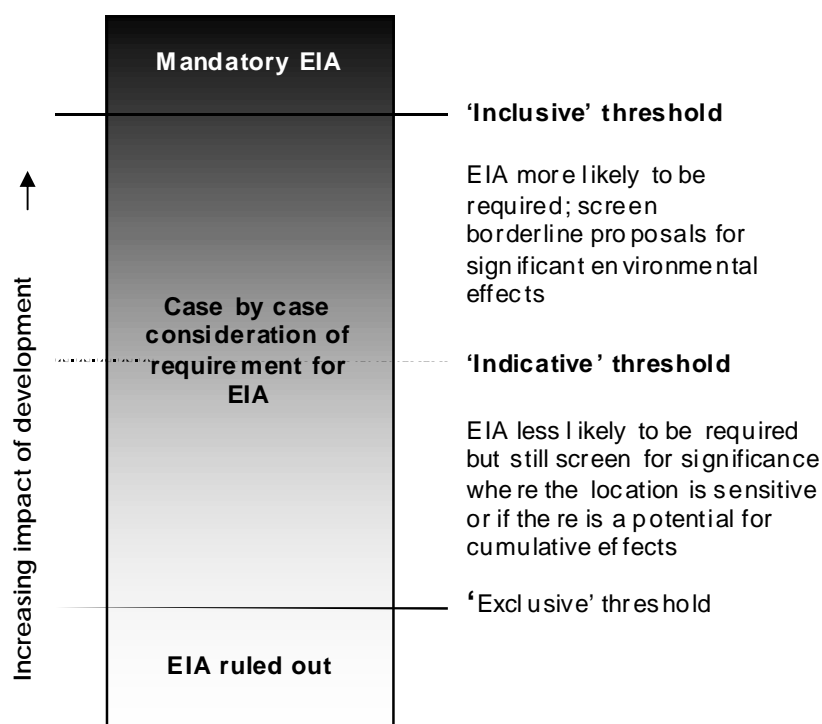 Mandatory EIA
'Inclusive' threshold
EIA more likely to be
required; screen
borderline proposals for
significant environmental
effects
Increasing impact of development
Case by case
consideration of
requirement for
EIA
'Indicative' threshold
EIA less likely to be required
but still screen for significance
where the location is sensitive
or if there is a potential for
cumulative effects
'Exclusive' threshold
EIA ruled out